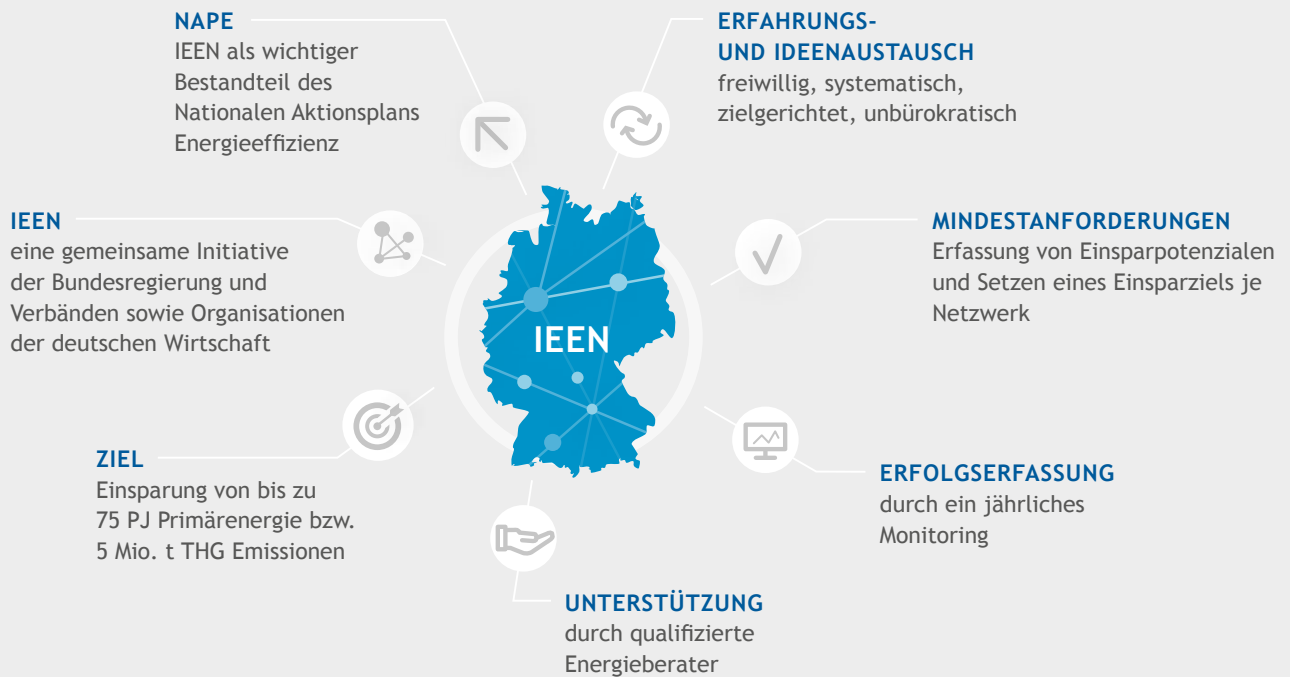 NAPE
IEEN als wichtiger
Bestandteil des
Nationalen Aktionsplans
Energieeffizienz
ERFAHRUNGS-
UND IDEENAUSTAUSCH
freiwillig, systematisch,
zielgerichtet, unbürokratisch
IEEN
eine gemeinsame Initiative
der Bundesregierung und
Verbänden sowie Organisationen
der deutschen Wirtschaft
MINDESTANFORDERUNGEN
Erfassung von Einsparpotenzialen
und Setzen eines Einsparziels je
Netzwerk
IEEN
ZIEL
Einsparung von bis zu
75 PJ Primärenergie bzw.
5 Mio. t THG Emissionen
ERFOLGSERFASSUNG
durch ein jährliches
Monitoring
UNTERSTÜTZUNG
durch qualifizierte
Energieberater